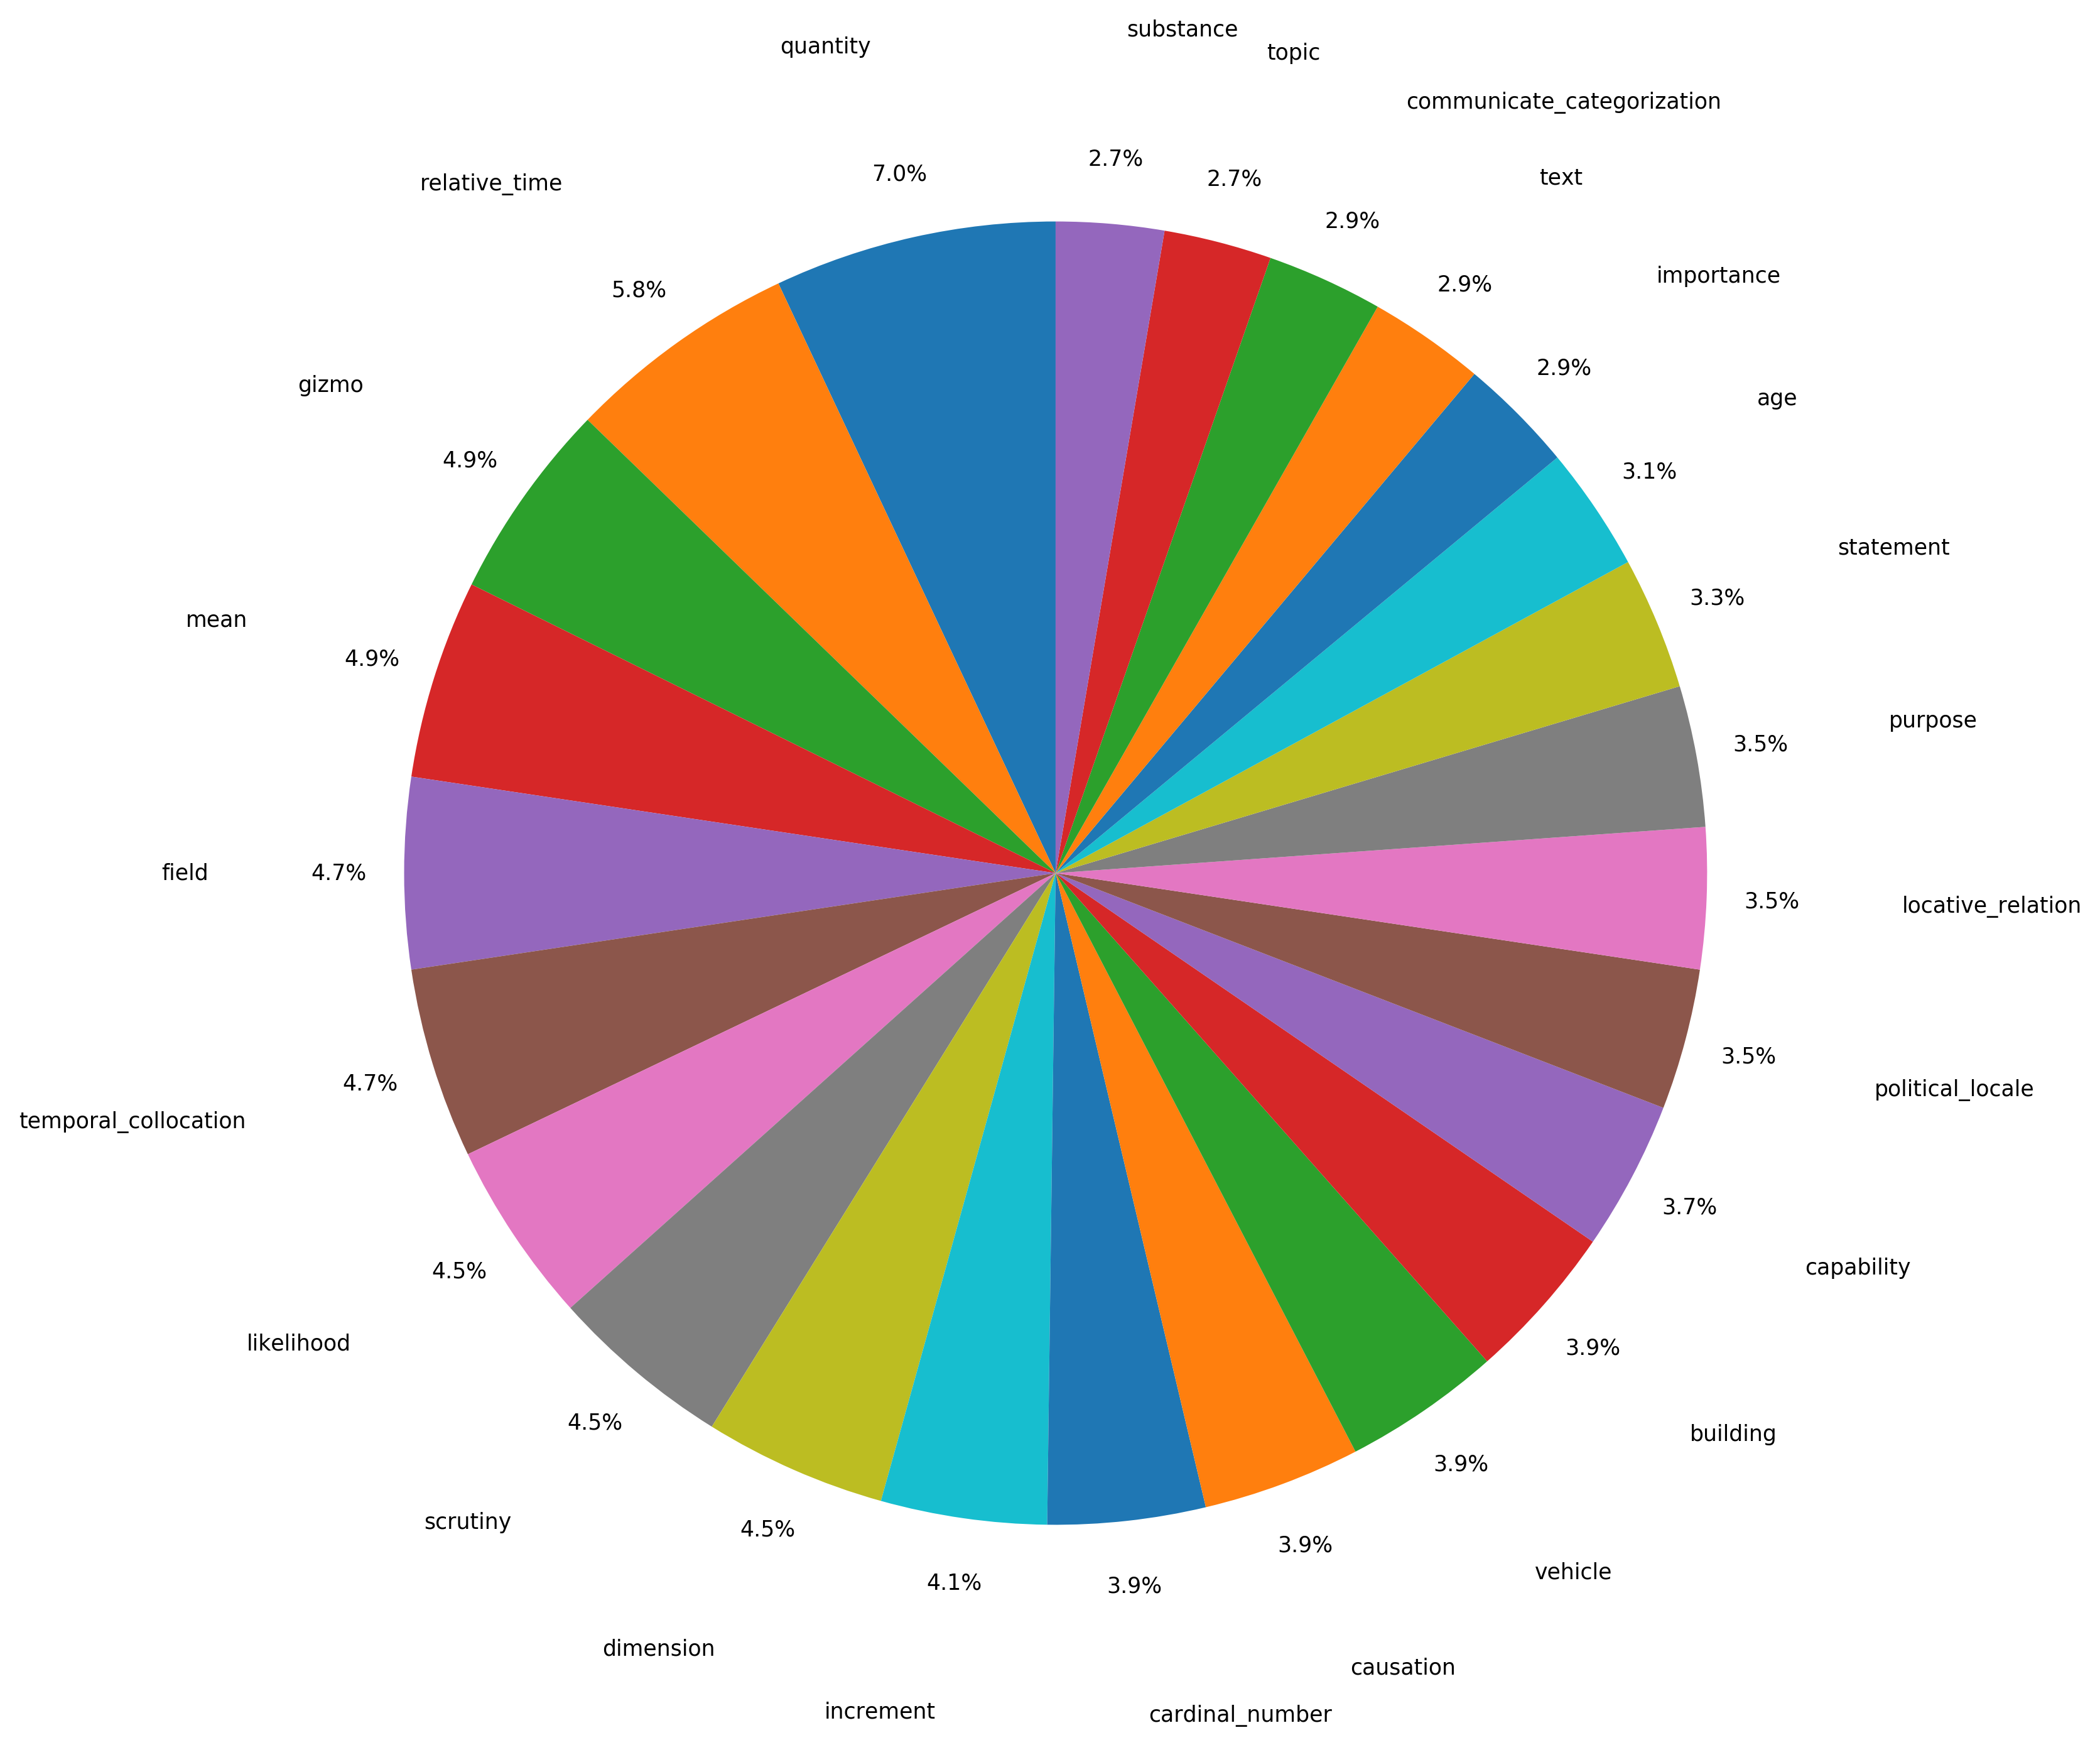 substance
quantity
topic
communicate_categorization
2.7%
7.0%
2.7%
text
relative_time
2.9%
importance
2.9%
5.8%
2.9%
gizmo
age
4.9%
3.1%
statement
3.3%
mean
4.9%
purpose
3.5%
field
4.7%
3.5%
locative_relation
3.5%
4.7%
political_locale
temporal_collocation
3.7%
capability
4.5%
likelihood
3.9%
4.5%
building
3.9%
scrutiny
4.5%
3.9%
vehicle
4.1%
3.9%
dimension
causation
increment
cardinal_number